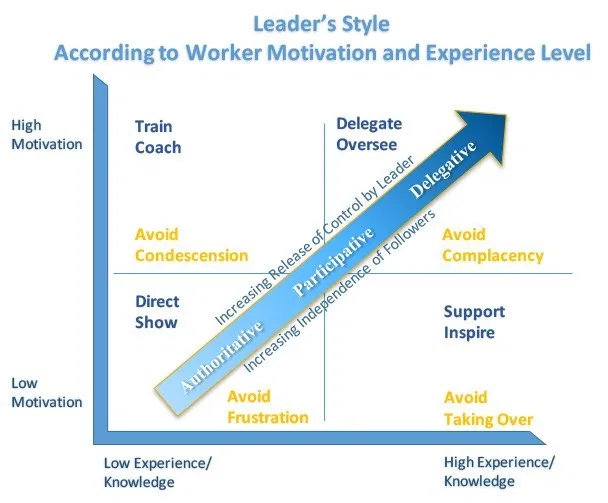 Leader's Style
According to Worker Motivation and Experience Level
High
Motivation
Train
Coach
Delegate
Oversee
Avoid
Condescension
Avoid
Complacency
Increasing Release of Control by Leader
Authoritative Participative Delegative
Increasing Independence of Followers
Direct
Show
Support
Inspire
Low
Motivation
Avoid
Frustration
Avoid
Taking Over
Low Experience/
Knowledge
High Experience/
Knowledge